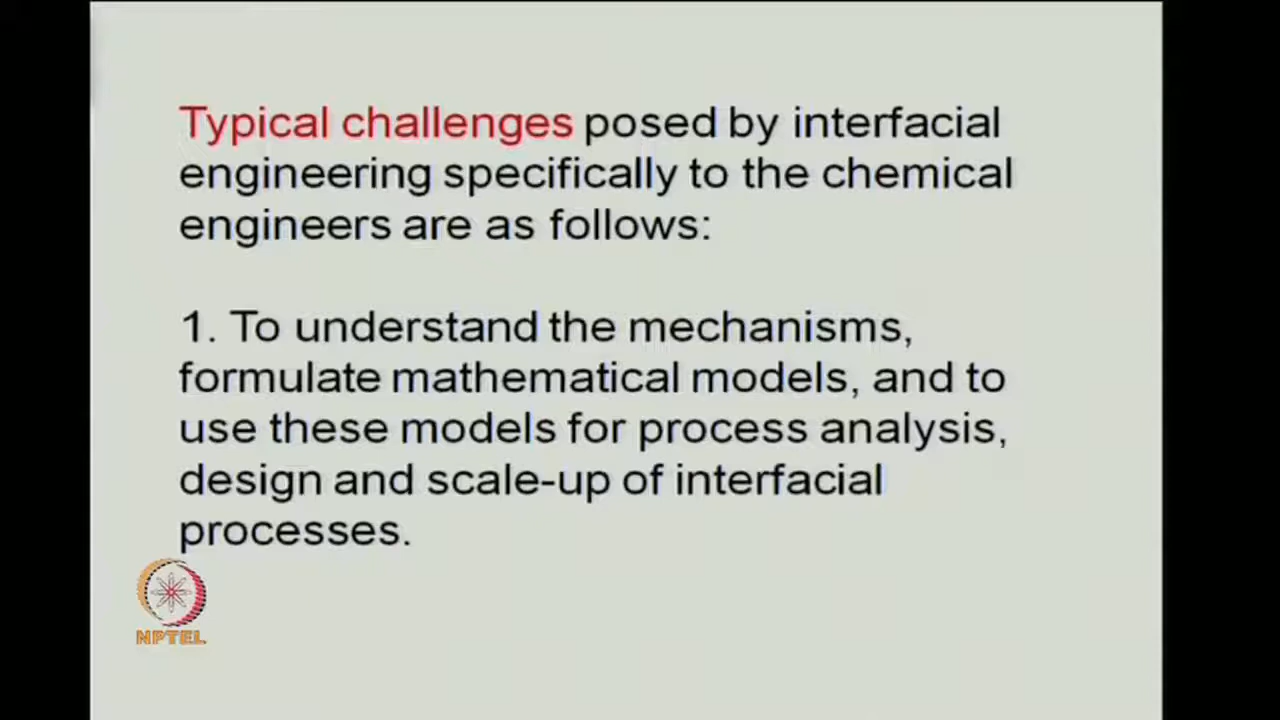 Typical challenges posed by interfacial
engineering specifically to the chemical
engineers are as follows:
1. To understand the mechanisms,
formulate mathematical models, and to
use these models for process analysis,
design and scale-up of interfacial
processes.
NPTEL